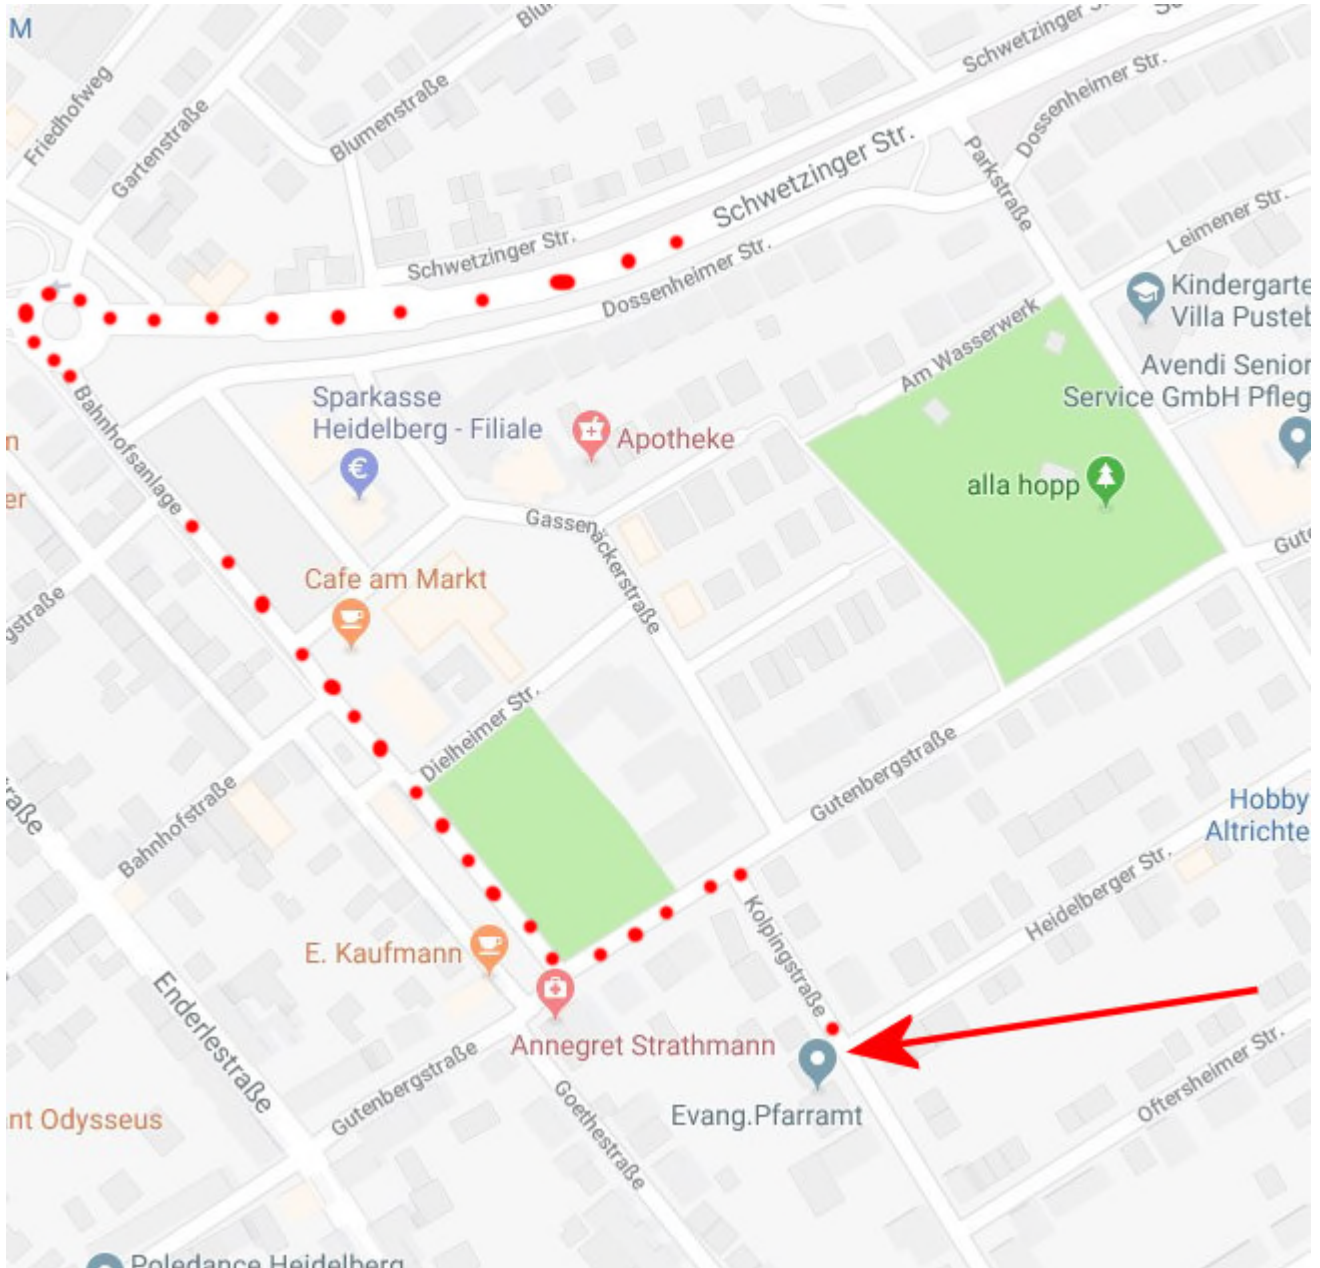 M
Friedhofweg
Gartenstraße
Blumenstraße
Schwetzinger Str.
Schwetzinger Str.
Schwetzinger
Dossenheimer Str.
Dossenheimer Str.
Parkstraße
Leimener Str.
Kindergarte
Villa Pusteb
Avendi Senior
Service GmbH Pfleg
Am Wasserwerk
alla hopp
Bahnhofsanlage
Sparkasse
Heidelberg - Filiale
€
Apotheke
Gassenäckerstraße
Cafe am Markt
Dielheimer Str.
Bahnhofstraße
Gutenbergstraße
Hobby
Altrichte
Heidelberger Str.
Kolpingstraße
E. Kaufmann
Annegret Strathmann
Enderlestraße
Gutenbergstraße
Goethestraße
Evang.Pfarramt
Oftersheimer Str.
nt Odysseus
Poledance Heidelberg